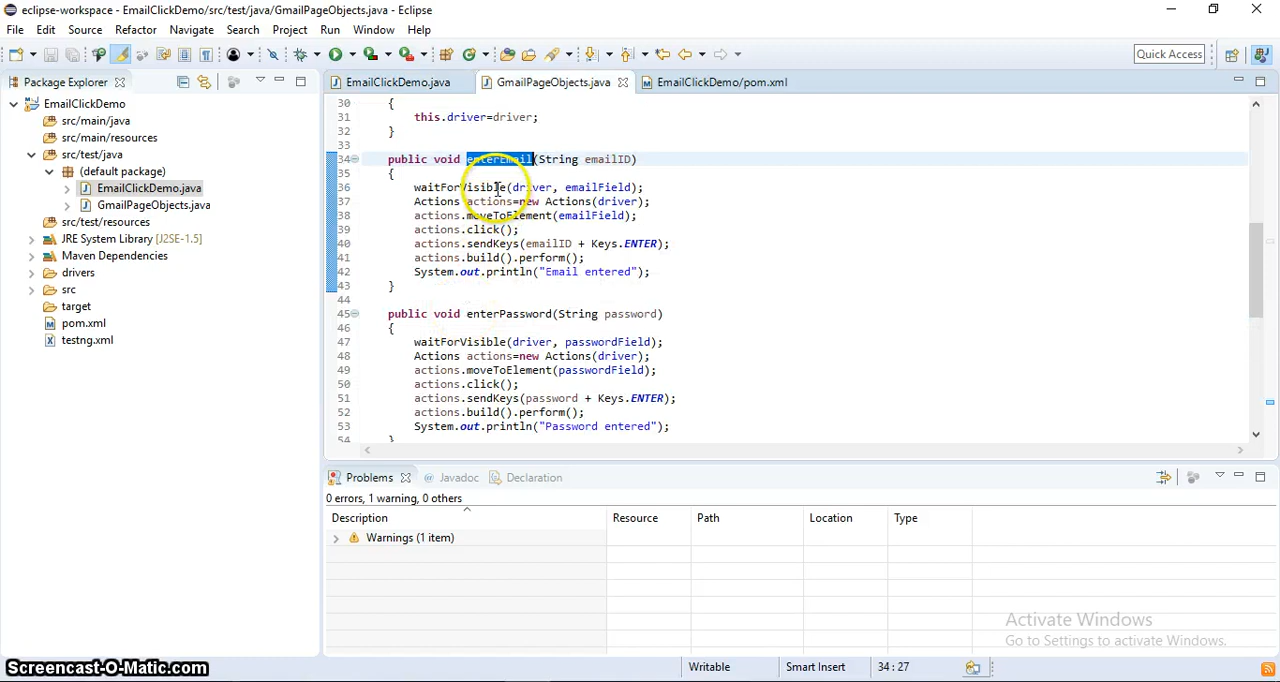 eclipse-workspace - EmailClickDemo/src/test/java/GmailPageObjects.java - Eclipse
File Edit Source Refactor Navigate Search Project Run Window Help
Quick Access
Package Explorer
EmailClickDemo
src/main/java
src/main/resources
src/test/java
(default package)
EmailClickDemo.java
GmailPageObjects.java
src/test/resources
JRE System Library [J2SE-1.5]
Maven Dependencies
drivers
src
target
pom.xml
testng.xml
EmailClickDemo.java GmailPageObjects.java EmailClickDemo/pom.xml
30 {
31 this.driver=driver;
32 }
33
34 public void enterEmail(String emailID)
35 {
36 waitForVisible(driver, emailField);
37 Actions actions=new Actions(driver);
38 actions.moveToElement(emailField);
39 actions.click();
40 actions.sendKeys(emailID + Keys.ENTER);
41 actions.build().perform();
42 System.out.println("Email entered");
43 }
44
45 public void enterPassword(String password)
46 {
47 waitForVisible(driver, passwordField);
48 Actions actions=new Actions(driver);
49 actions.moveToElement(passwordField);
50 actions.click();
51 actions.sendKeys(password + Keys.ENTER);
52 actions.build().perform();
53 System.out.println("Password entered");
54 }
Problems Javadoc Declaration
0 errors, 1 warning, 0 others
Description Resource Path Location Type
Warnings (1 item)
Activate Windows
Go to Settings to activate Windows.
Screencast-O-Matic.com
Writable Smart Insert 34 : 27